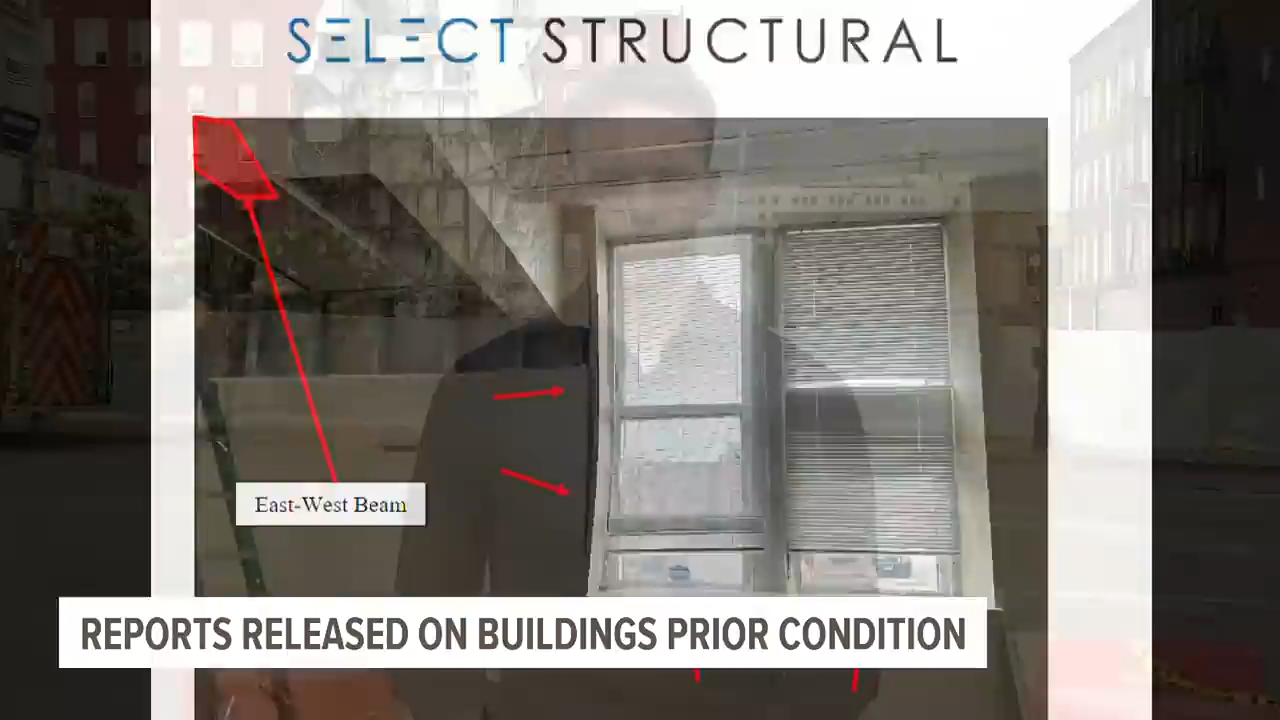 SELECT STRUCTURAL
East-West Beam
REPORTS RELEASED ON BUILDINGS PRIOR CONDITION